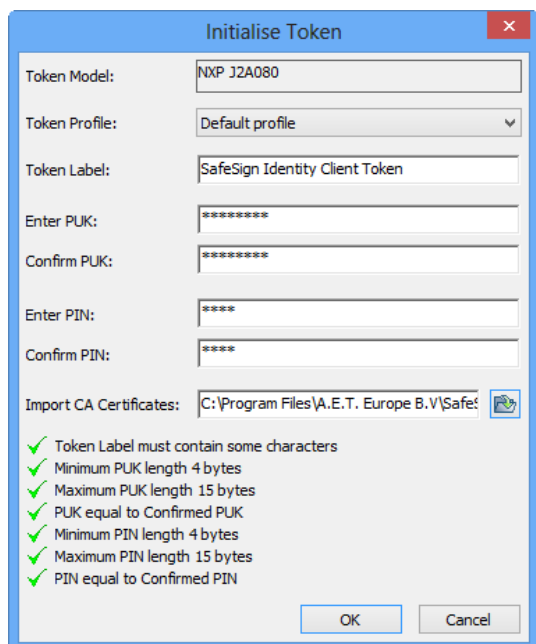 Initialise Token
Token Model: NXP J2A080
Token Profile: Default profile
Token Label: SafeSign Identity Client Token
Enter PUK: ********
Confirm PUK: ********
Enter PIN: ****
Confirm PIN: ****
Import CA Certificates: C:\Program Files\A.E.T. Europe B.V\SafeS
Token Label must contain some characters
Minimum PUK length 4 bytes
Maximum PUK length 15 bytes
PUK equal to Confirmed PUK
Minimum PIN length 4 bytes
Maximum PIN length 15 bytes
PIN equal to Confirmed PIN
OK Cancel